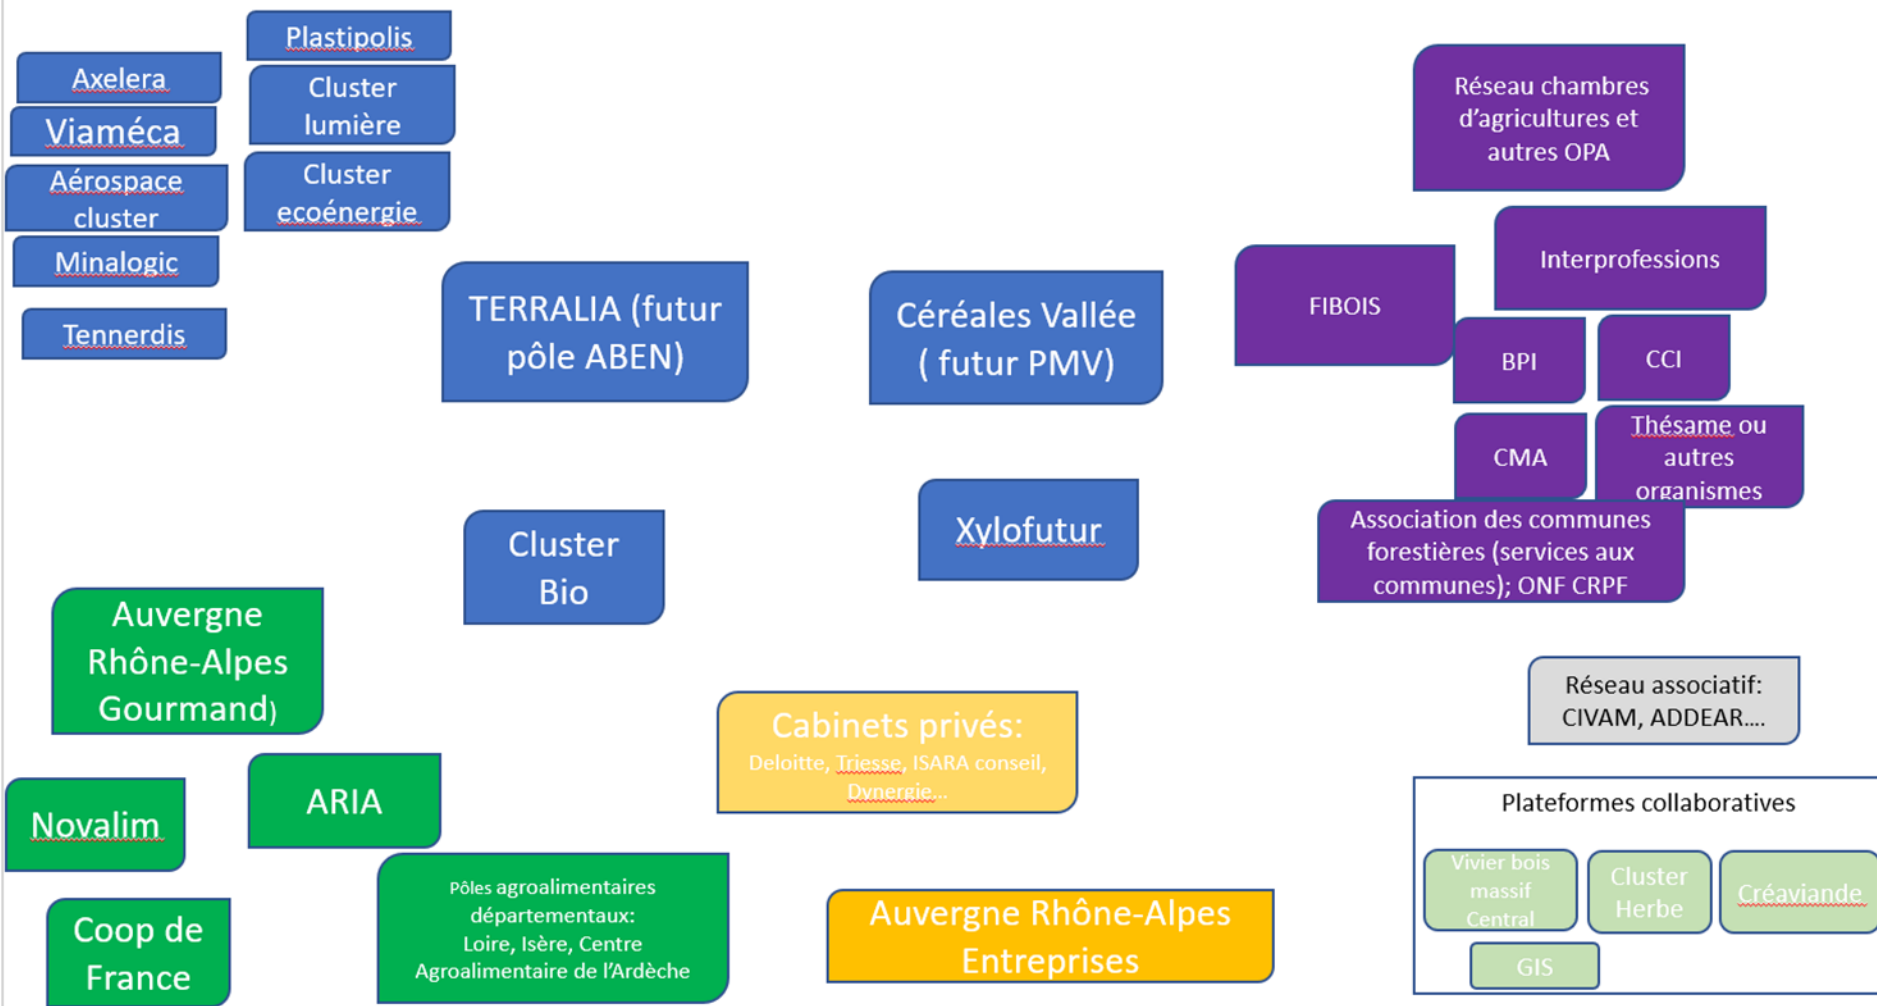 Plastipolis
Axelera
Cluster
lumière
Viaméca
Aérospace
cluster
Cluster
ecoénergie
Minalogic
Tennerdis
TERRALIA (futur
pôle ABEN)
Céréales Vallée
( futur PMV)
Réseau chambres
d’agricultures et
autres OPA
Interprofessions
FIBOIS
BPI
CCI
CMA
Thésame ou
autres
organismes
Association des communes
forestières (services aux
communes); ONF CRPF
Cluster
Bio
Xylofutur
Auvergne
Rhône-Alpes
Gourmand)
Novalim
ARIA
Coop de
France
Pôles agroalimentaires
départementaux:
Loire, Isère, Centre
Agroalimentaire de l’Ardèche
Cabinets privés:
Deloitte, Triesse, ISARA conseil,
Dynergie...
Auvergne Rhône-Alpes
Entreprises
Réseau associatif:
CIVAM, ADDEAR....
Plateformes collaboratives
Vivier bois
massif
Central
Cluster
Herbe
Créaviande
GIS